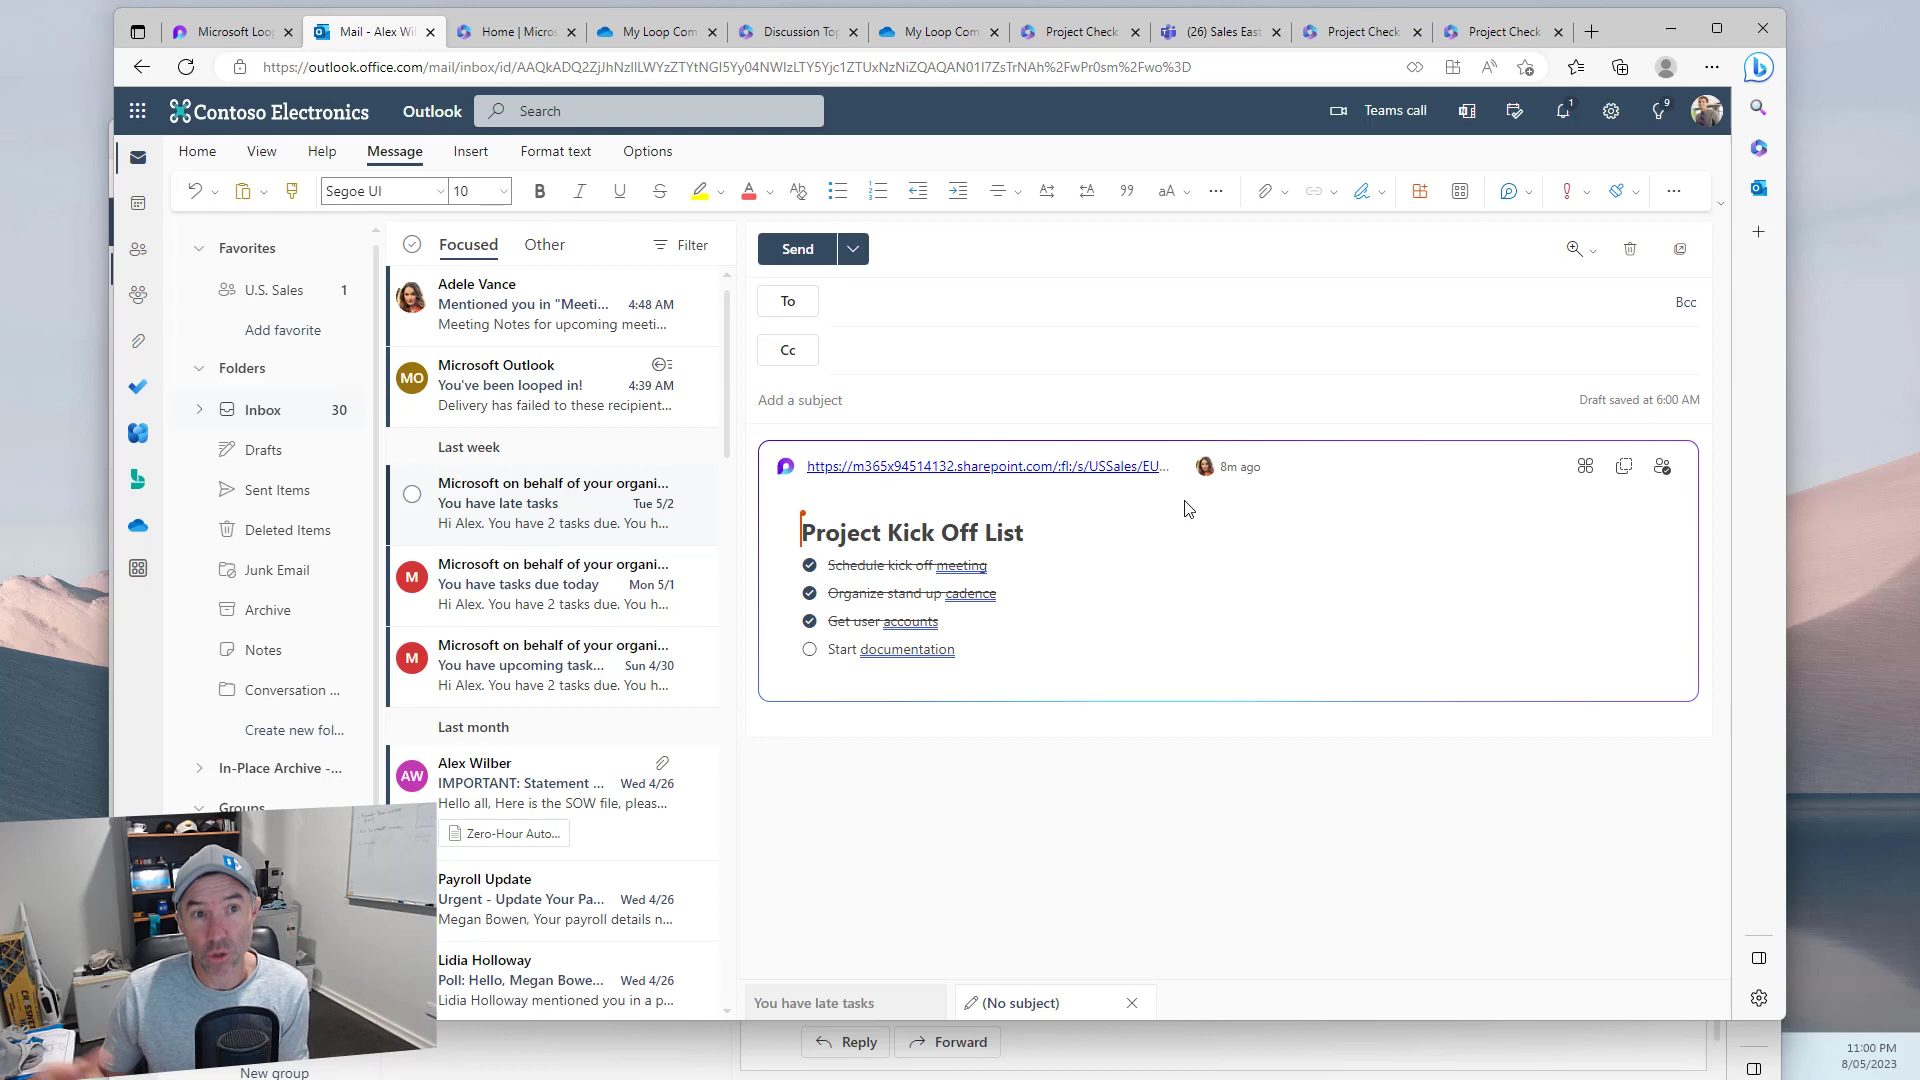 Microsoft Loo
Mail - Alex Wil
Home | Micros
My Loop Com
Discussion Top
My Loop Com
Project Check
(26) Sales East
Project Check
Project Check
https://outlook.office.com/mail/inbox/id/AAQkADQ2ZjJhNzIlLWYzZTYtNGI5Yy04NWIzLTY5Yjc1ZTUxNzNiZQAQAN01I7ZsTrNAh%2FwPr0sm%2Fwo%3D
Contoso Electronics
Outlook
Search
Teams call
1
9
Home
View
Help
Message
Insert
Format text
Options
Segoe UI
10
Favorites
U.S. Sales 1
Add favorite
Folders
Inbox 30
Drafts
Sent Items
Deleted Items
Junk Email
Archive
Notes
Conversation ...
Create new fol...
In-Place Archive -...
Groups
New group
Focused
Other
Filter
Adele Vance
Mentioned you in "Meeti... 4:48 AM
Meeting Notes for upcoming meeti...
MO
Microsoft Outlook
You've been looped in! 4:39 AM
Delivery has failed to these recipient...
Last week
Microsoft on behalf of your organi...
You have late tasks Tue 5/2
Hi Alex. You have 2 tasks due. You h...
M
Microsoft on behalf of your organi...
You have tasks due today Mon 5/1
Hi Alex. You have 2 tasks due. You h...
M
Microsoft on behalf of your organi...
You have upcoming task... Sun 4/30
Hi Alex. You have 2 tasks due. You h...
Last month
AW
Alex Wilber
IMPORTANT: Statement ... Wed 4/26
Hello all, Here is the SOW file, pleas...
Zero-Hour Auto...
Payroll Update
Urgent - Update Your Pa... Wed 4/26
Megan Bowen, Your payroll details n...
Lidia Holloway
Poll: Hello, Megan Bowe... Wed 4/26
Lidia Holloway mentioned you in a p...
Send
To
Bcc
Cc
Add a subject
Draft saved at 6:00 AM
https://m365x94514132.sharepoint.com/:fl:/s/USSales/EU...
8m ago
Project Kick Off List
Schedule kick off meeting
Organize stand up cadence
Get user accounts
Start documentation
You have late tasks
(No subject)
Reply
Forward
11:00 PM
8/05/2023